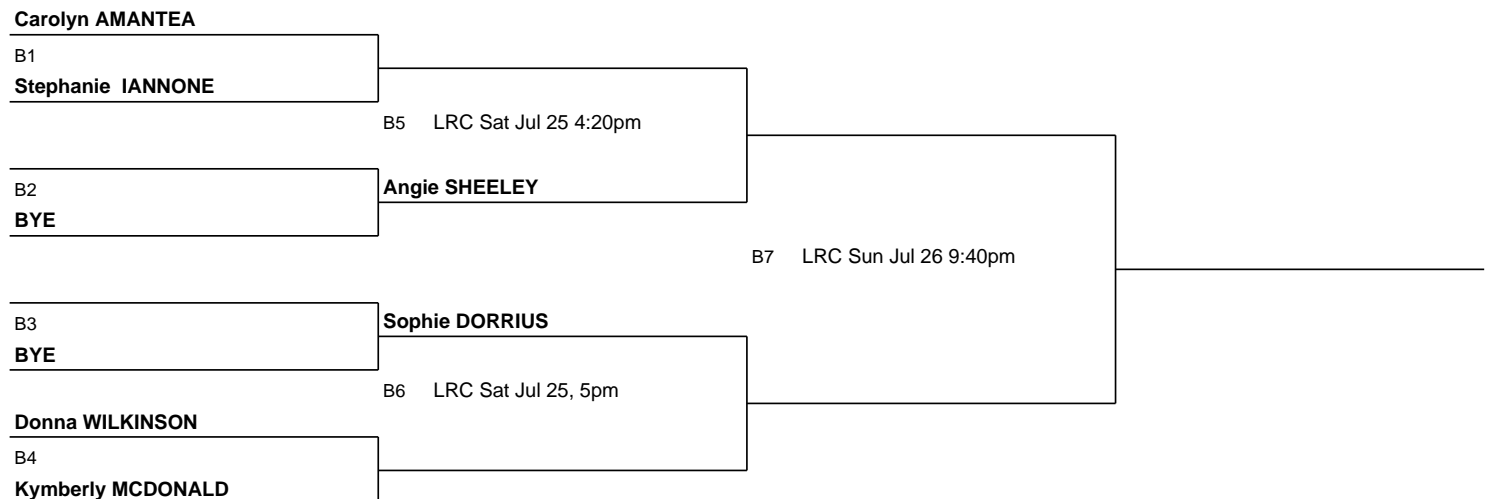 Carolyn AMANTEA
B1
Stephanie  IANNONE
B5 LRC Sat Jul 25 4:20pm
B2
Angie SHEELEY
BYE
B7 LRC Sun Jul 26 9:40pm
B3
Sophie DORRIUS
BYE
B6 LRC Sat Jul 25, 5pm
Donna WILKINSON
B4
Kymberly MCDONALD